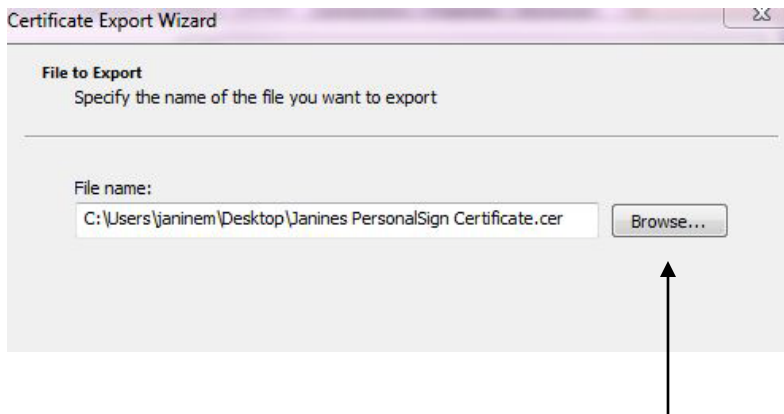 Certificate Export Wizard
File to Export
Specify the name of the file you want to export
File name:
C:\Users\janinem\Desktop\Janines PersonalSign Certificate.cer
Browse...